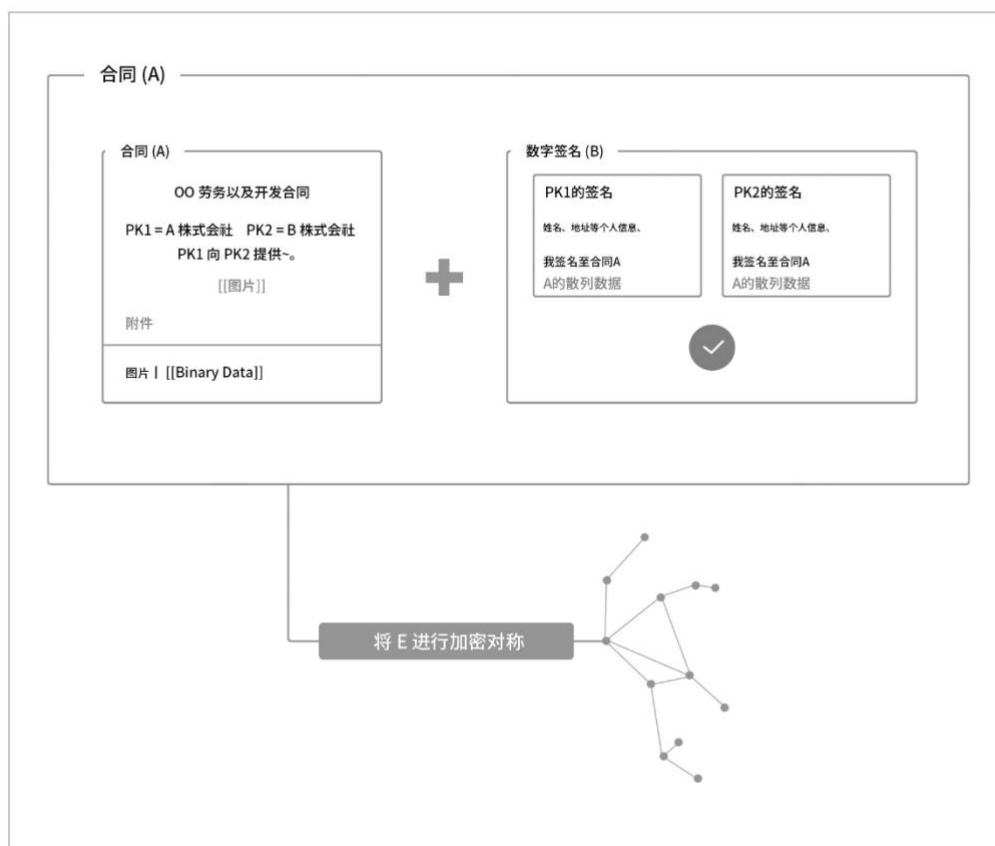 合同 (A)
合同 (A)
OO 劳务以及开发合同
PK1 = A 株式会社 PK2 = B 株式会社
PK1 向 PK2 提供~。
[[图片]]
附件
图片丨 [[Binary Data]]
数字签名 (B)
PK1的签名
姓名、地址等个人信息、
我签名至合同A
A的散列数据
PK2的签名
姓名、地址等个人信息、
我签名至合同A
A的散列数据
将 E 进行加密对称